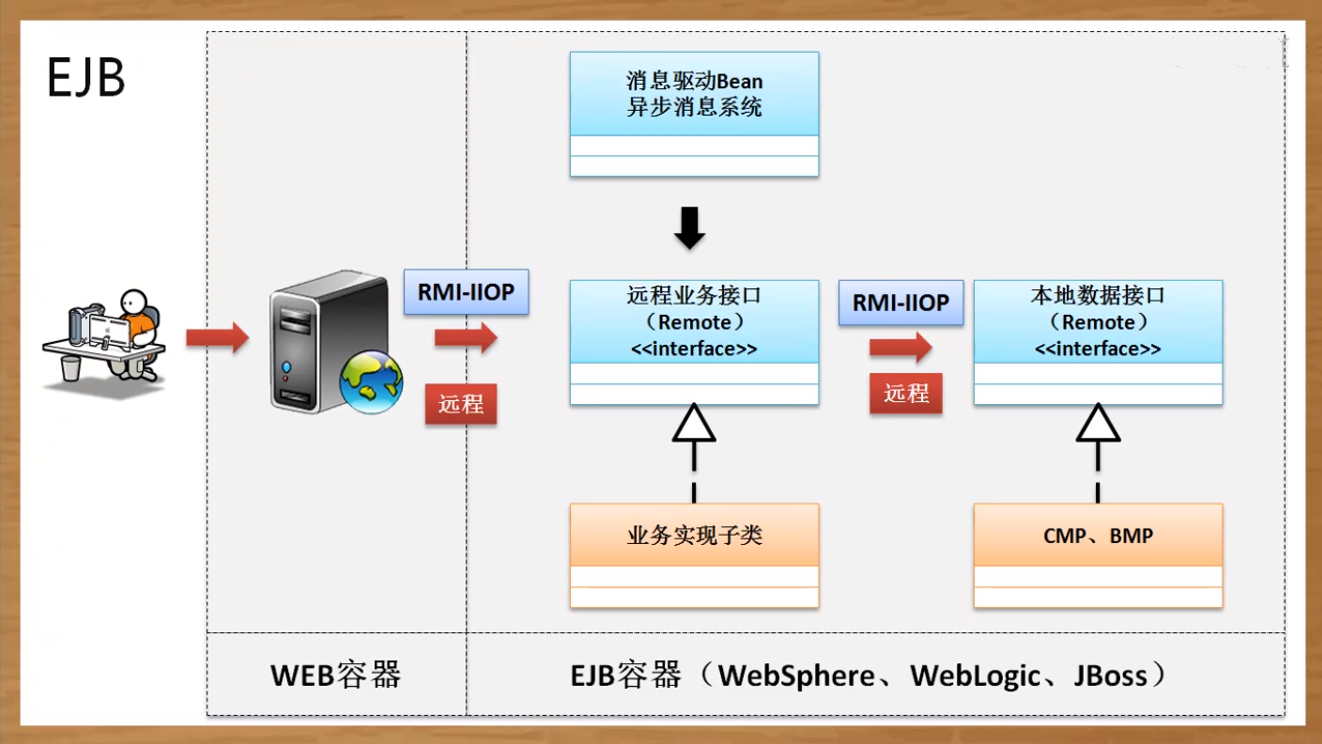 EJB
消息驱动Bean
异步消息系统
RMI-IIOP
远程
远程业务接口
（Remote）
<<interface>>
RMI-IIOP
远程
本地数据接口
（Remote）
<<interface>>
业务实现子类
CMP、BMP
WEB容器
EJB容器（WebSphere、WebLogic、JBoss）